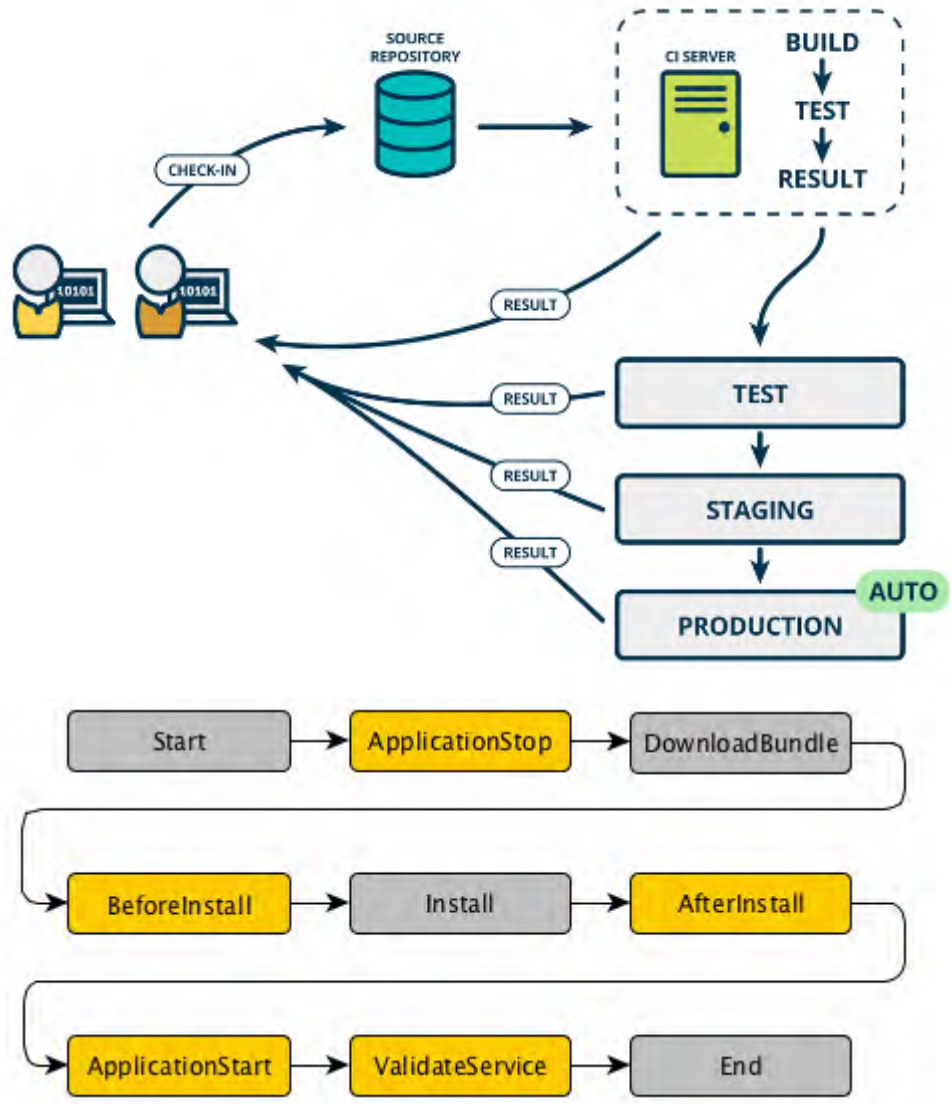 SOURCE
REPOSITORY
CI SERVER
BUILD
TEST
RESULT
CHECK-IN
10101
10101
RESULT
TEST
RESULT
RESULT
STAGING
RESULT
AUTO
PRODUCTION
Start
ApplicationStop
DownloadBundle
BeforeInstall
Install
AfterInstall
ApplicationStart
ValidateService
End